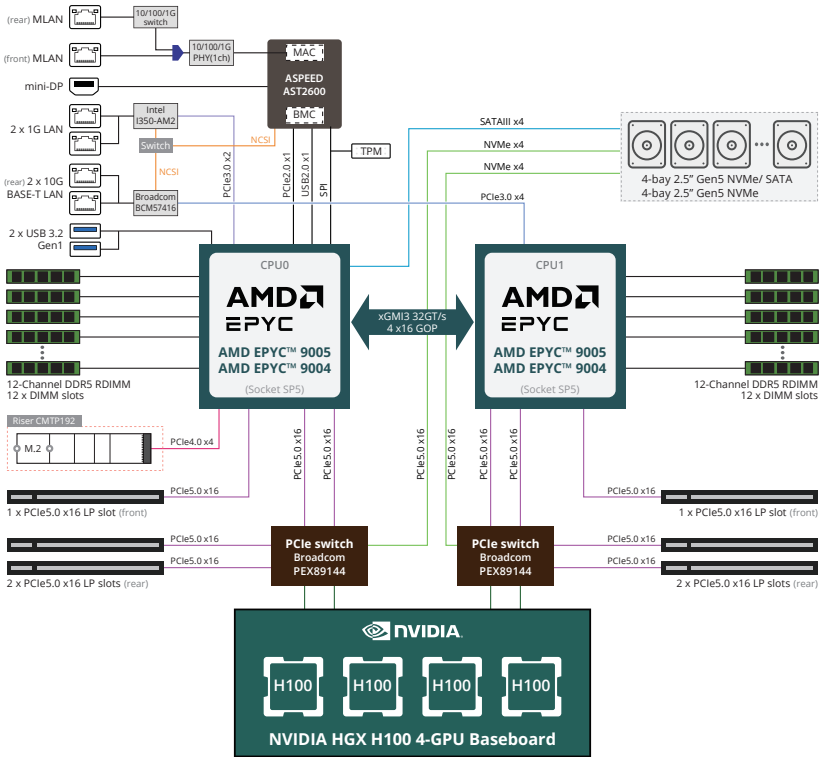 (rear) MLAN
10/100/1G
switch
(front) MLAN
10/100/1G
PHY(1ch)
MAC
ASPEED
AST2600
BMC
mini-DP
2 x 1G LAN
Intel
I350-AM2
Switch
NCSI
NCSI
(rear) 2 x 10G
BASE-T LAN
Broadcom
BCM57416
2 x USB 3.2
Gen1
PCIe3.0 x2
PCIe2.0 x1
USB2.0 x1
SPI
TPM
SATAIII x4
NVMe x4
NVMe x4
PCIe3.0 x4
4-bay 2.5” Gen5 NVMe/ SATA
4-bay 2.5” Gen5 NVMe
CPU0
AMD
EPYC
AMD EPYC™ 9005
AMD EPYC™ 9004
(Socket SP5)
xGMI3 32GT/s
4 x16 GOP
CPU1
AMD
EPYC
AMD EPYC™ 9005
AMD EPYC™ 9004
(Socket SP5)
12-Channel DDR5 RDIMM
12 x DIMM slots
12-Channel DDR5 RDIMM
12 x DIMM slots
Riser CMTP192
M.2
PCIe4.0 x4
PCIe5.0 x16
PCIe5.0 x16
PCIe5.0 x16
PCIe5.0 x16
PCIe5.0 x16
PCIe5.0 x16
PCIe5.0 x16
1 x PCIe5.0 x16 LP slot (front)
PCIe5.0 x16
1 x PCIe5.0 x16 LP slot (front)
PCIe5.0 x16
PCIe5.0 x16
2 x PCIe5.0 x16 LP slots (rear)
PCIe switch
Broadcom
PEX89144
PCIe switch
Broadcom
PEX89144
PCIe5.0 x16
PCIe5.0 x16
2 x PCIe5.0 x16 LP slots (rear)
NVIDIA.
H100
H100
H100
H100
NVIDIA HGX H100 4-GPU Baseboard